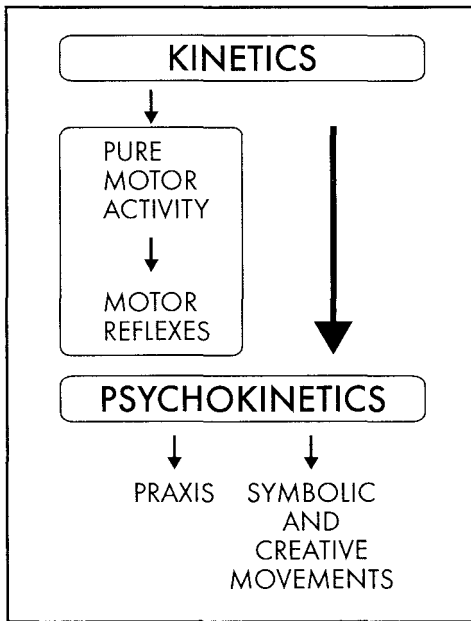 KINETICS
PURE
MOTOR
ACTIVITY
MOTOR
REFLEXES
PSYCHOKINETICS
PRAXIS
SYMBOLIC
AND
CREATIVE
MOVEMENTS